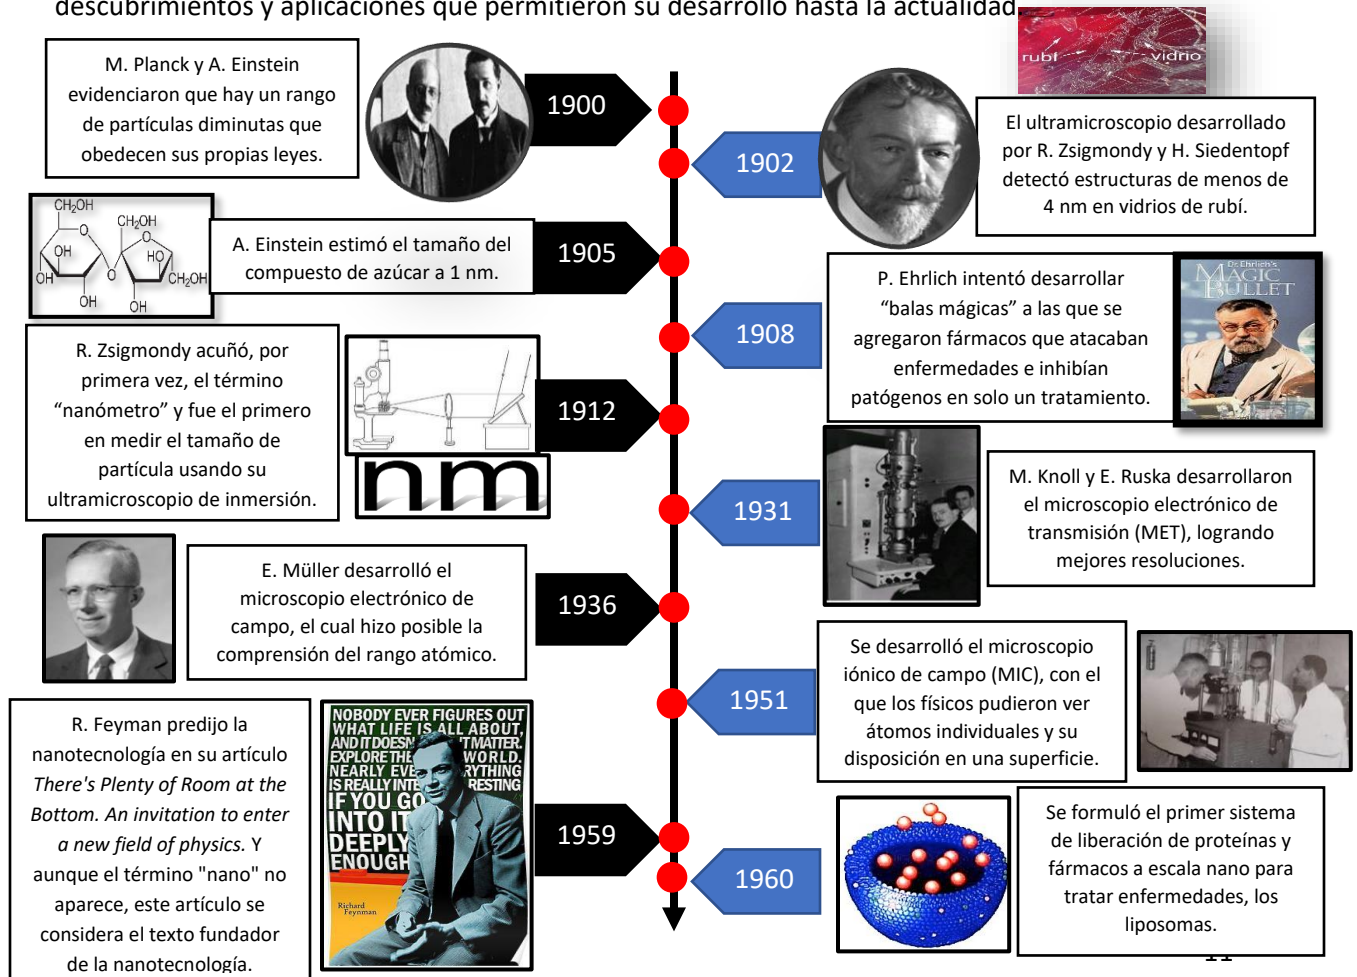 descubrimientos y aplicaciones que permitieron su desarrollo hasta la actualidad
M. Planck y A. Einstein
evidenciaron que hay un rango
de partículas diminutas que
obedecen sus propias leyes.
1900
rubí
vidrio
1902
El ultramicroscopio desarrollado
por R. Zsigmondy y H. Siedentopf
detectó estructuras de menos de
4 nm en vidrios de rubí.
CH₂OH
O
CH₂OH
O
OH
HO
OH
O
CH₂OH
OH
OH
A. Einstein estimó el tamaño del
compuesto de azúcar a 1 nm.
1905
1908
P. Ehrlich intentó desarrollar
“balas mágicas” a las que se
agregaron fármacos que atacaban
enfermedades e inhibían
patógenos en solo un tratamiento.
Dr. Ehrlich's
MAGIC
BULLET
R. Zsigmondy acuñó, por
primera vez, el término
“nanómetro” y fue el primero
en medir el tamaño de
partícula usando su
ultramicroscopio de inmersión.
nm
1912
1931
M. Knoll y E. Ruska desarrollaron
el microscopio electrónico de
transmisión (MET), logrando
mejores resoluciones.
E. Müller desarrolló el
microscopio electrónico de
campo, el cual hizo posible la
comprensión del rango atómico.
1936
1951
Se desarrolló el microscopio
iónico de campo (MIC), con el
que los físicos pudieron ver
átomos individuales y su
disposición en una superficie.
R. Feyman predijo la
nanotecnología en su artículo
There's Plenty of Room at the
Bottom. An invitation to enter
a new field of physics. Y
aunque el término "nano" no
aparece, este artículo se
considera el texto fundador
de la nanotecnología.
NOBODY EVER FIGURES OUT
WHAT LIFE IS ALL ABOUT,
AND IT DOESN'T MATTER.
EXPLORE THE WORLD.
NEARLY EVERYTHING
IS REALLY INTERESTING
IF YOU GO
INTO IT
DEEPLY
ENOUGH
Richard
Feynman
1959
1960
Se formuló el primer sistema
de liberación de proteínas y
fármacos a escala nano para
tratar enfermedades, los
liposomas.